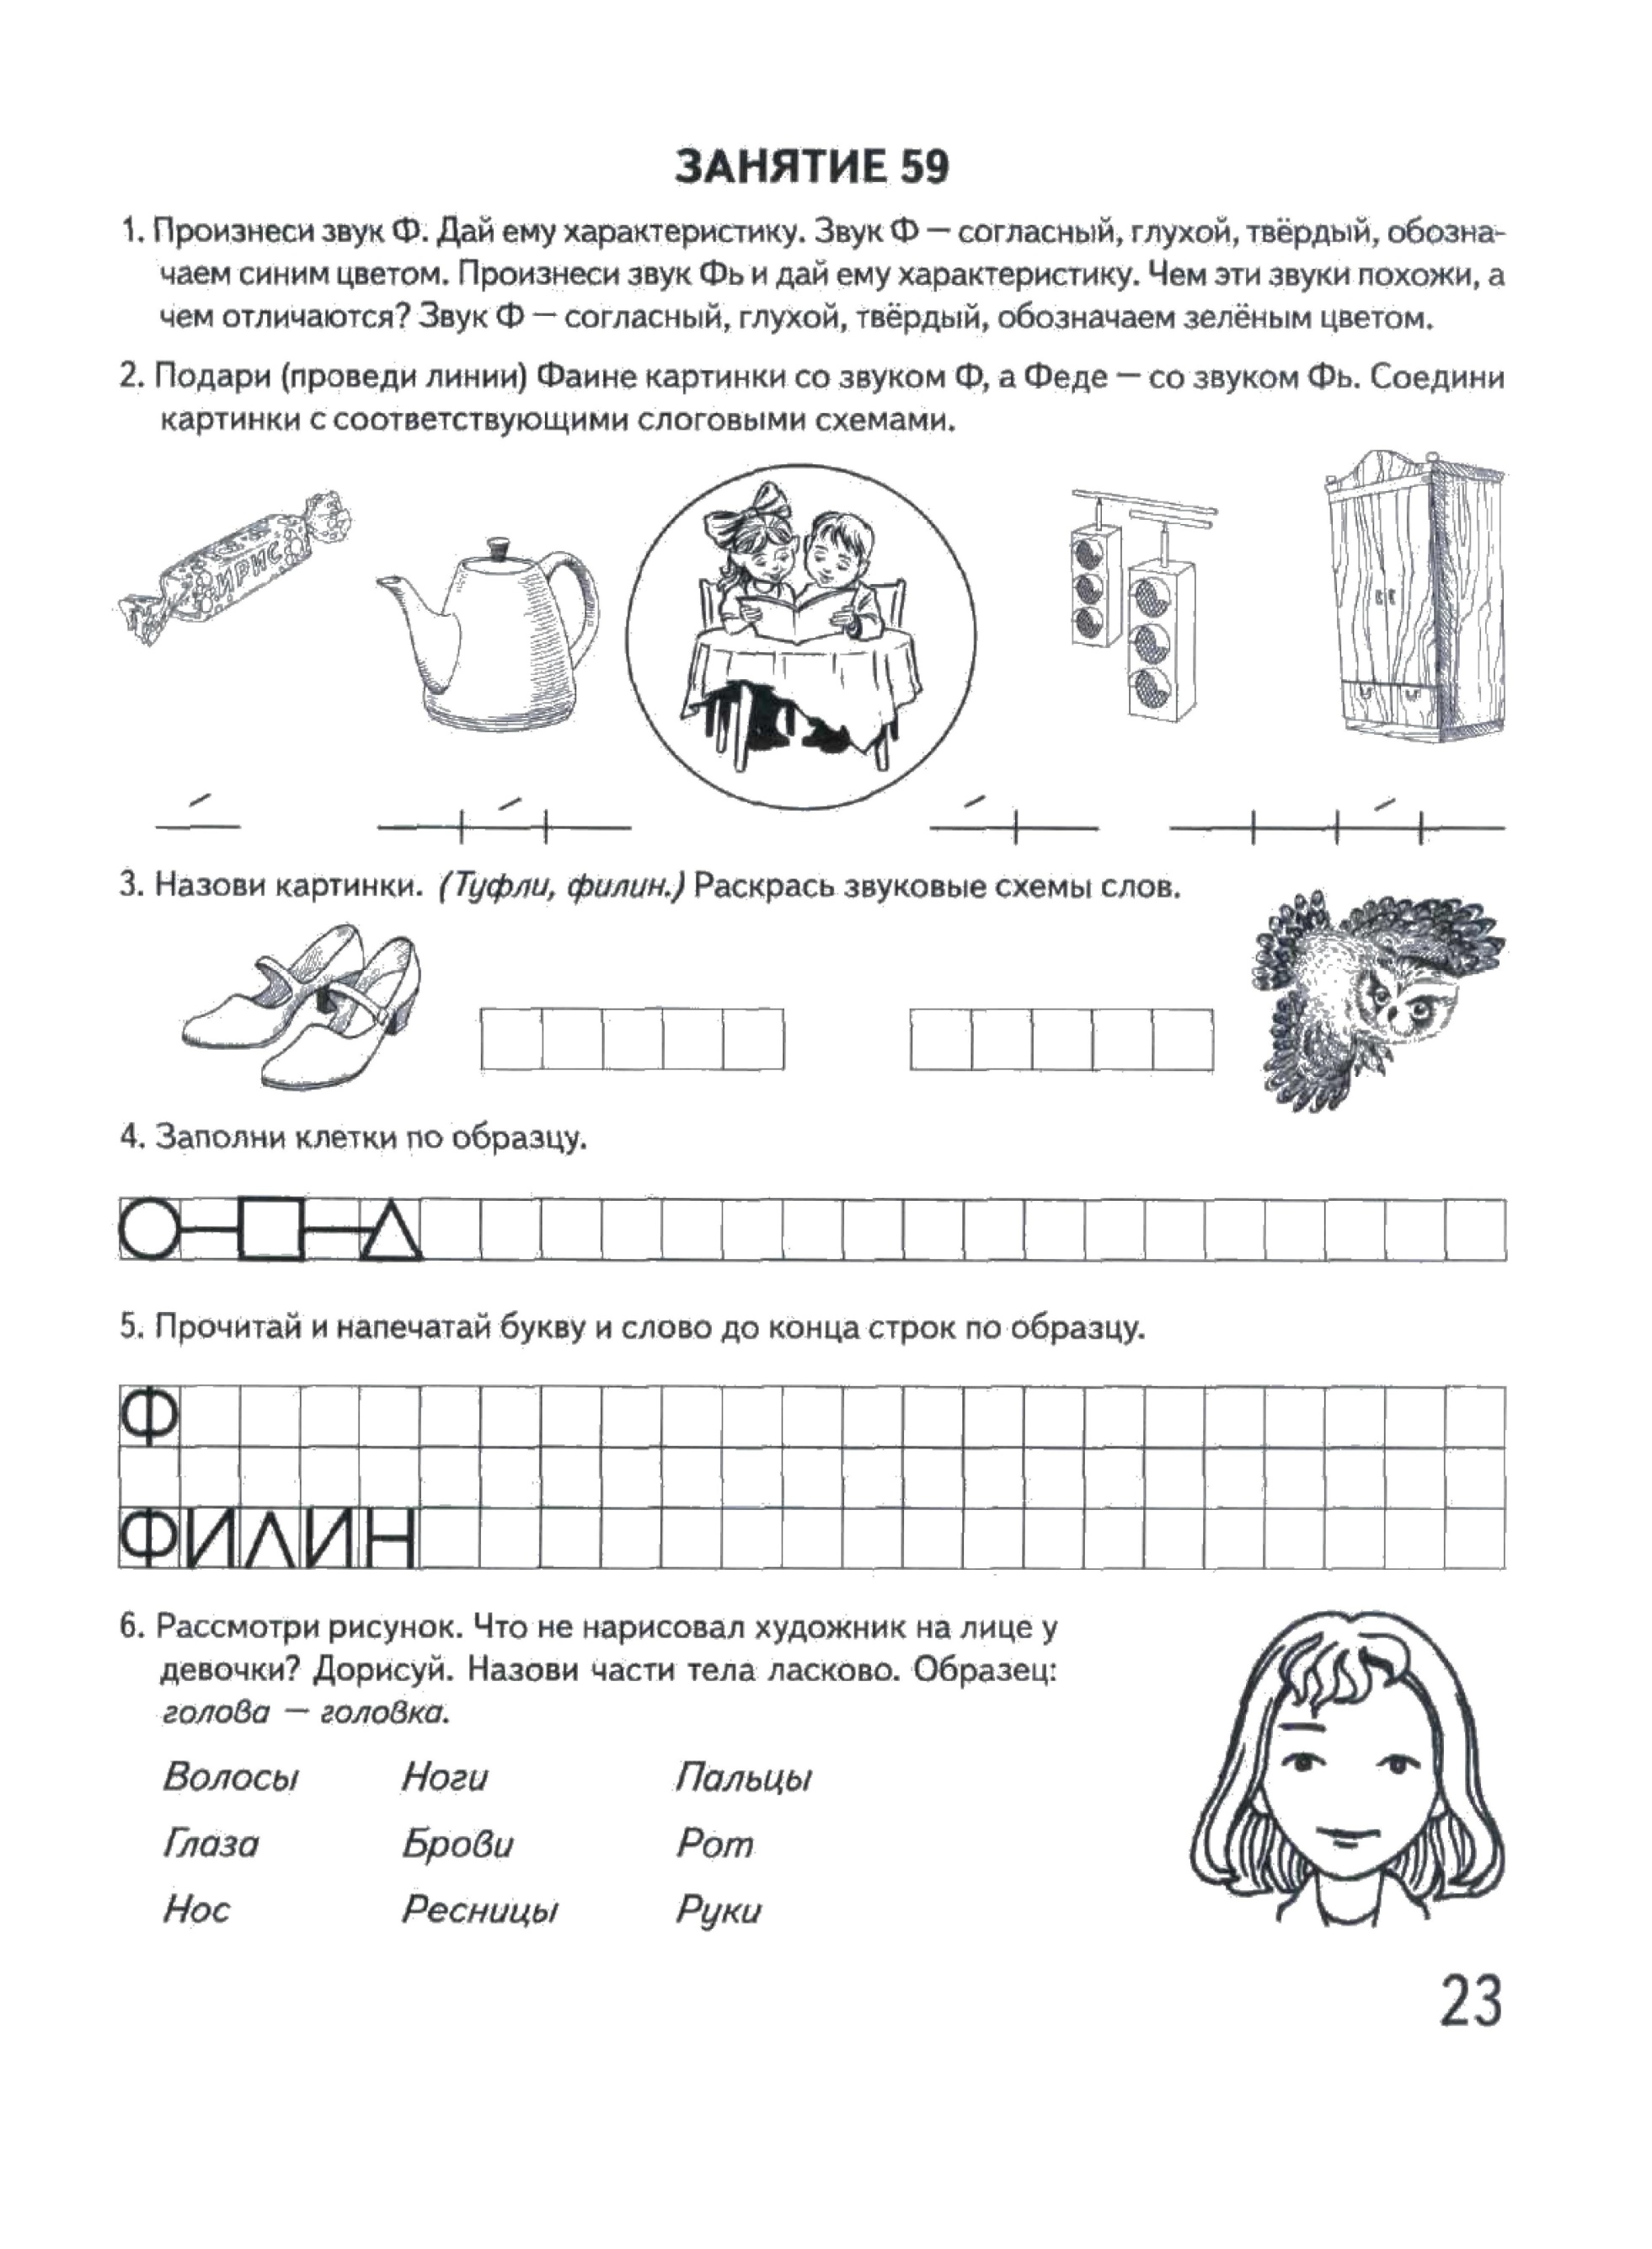 ЗАНЯТИЕ 59
1. Произнеси звук Ф. Дай ему характеристику. Звук Ф — согласный, глухой, твёрдый, обозна-
чаем синим цветом. Произнеси звук Фь и дай ему характеристику. Чем эти звуки похожи, а
чем отличаются? Звук Ф — согласный, глухой, твёрдый, обозначаем зелёным цветом.
2. Подари (проведи линии) Фаине картинки со звуком Ф, а Феде — со звуком Фь. Соедини
картинки с соответствующими слоговыми схемами.
ИРИС
3. Назови картинки. (Туфли, филин.) Раскрась звуковые схемы слов.
4. Заполни клетки по образцу.
5. Прочитай и напечатай букву и слово до конца строк по образцу.
Ф
ФИЛИН
6. Рассмотри рисунок. Что не нарисовал художник на лице у
девочки? Дорисуй. Назови части тела ласково. Образец:
голова — головка.
Волосы Ноги Пальцы
Глаза Брови Рот
Нос Ресницы Руки
23